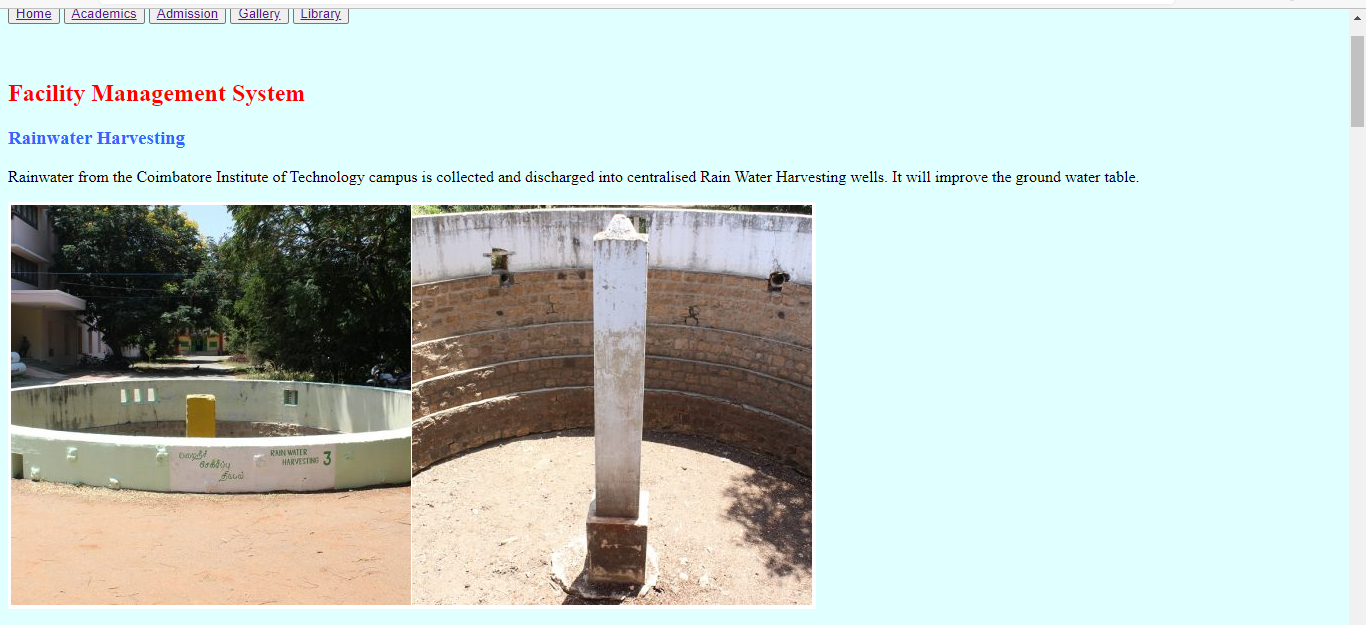 Home Academics Admission Gallery Library
Facility Management System
Rainwater Harvesting
Rainwater from the Coimbatore Institute of Technology campus is collected and discharged into centralised Rain Water Harvesting wells. It will improve the ground water table.
மழைநீர்
சேகரிப்பு
திட்டம்
RAIN WATER
HARVESTING 3